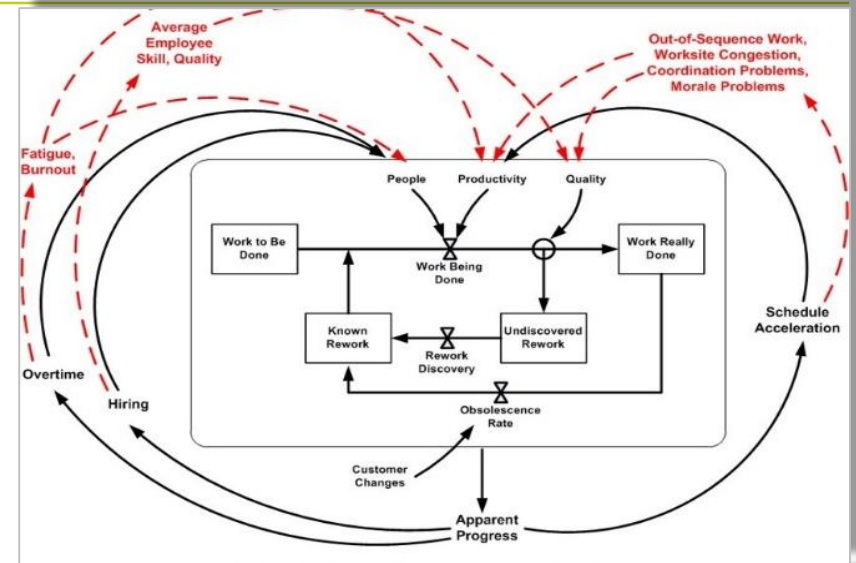 Average
Employee
Skill, Quality
Out-of-Sequence Work,
Worksite Congestion,
Coordination Problems,
Morale Problems
Fatigue,
Burnout
People
Productivity
Quality
Work to Be
Done
Work Being
Done
Work Really
Done
Known
Rework
Rework
Discovery
Undiscovered
Rework
Schedule
Acceleration
Overtime
Hiring
Obsolescence
Rate
Customer
Changes
Apparent
Progress